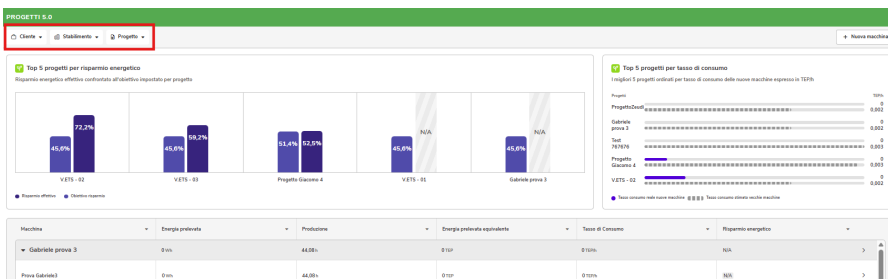 PROGETTI 5.0
Cliente
Stabilimento
Progetto
+ Nuova macchina
Top 5 progetti per risparmio energetico
Risparmio energetico effettivo confrontato all'obiettivo impostato per progetto
45,6% 72,2% 45,6% 59,2% 51,4% 52,5% 45,6% N/A 45,6% N/A
V.ETS - 02 V.ETS - 03 Progetto Giacomo 4 V.ETS - 01 Gabriele prova 3
Risparmio effettivo Obiettivo risparmio
Top 5 progetti per tasso di consumo
I migliori 5 progetti ordinati per tasso di consumo delle nuove macchine espresso in TEP/h
Progetti TEP/h
ProgettoZeudi 0
0,002
Gabriele prova 3 0
0,002
Test 767676 0
0,003
Progetto Giacomo 4 0
0,003
V.ETS - 03 0
0,002
Tasso consumo reale nuove macchine Tasso consumo stimato vecchie macchine
Macchina Energia prelevata Produzione Energia prelevata equivalente Tasso di Consumo Risparmio energetico
Gabriele prova 3 0 Wh 44,08 h 0 TEP 0 TEP/h N/A
Prova Gabriele3 0 Wh 44,08 h 0 TEP 0 TEP/h N/A